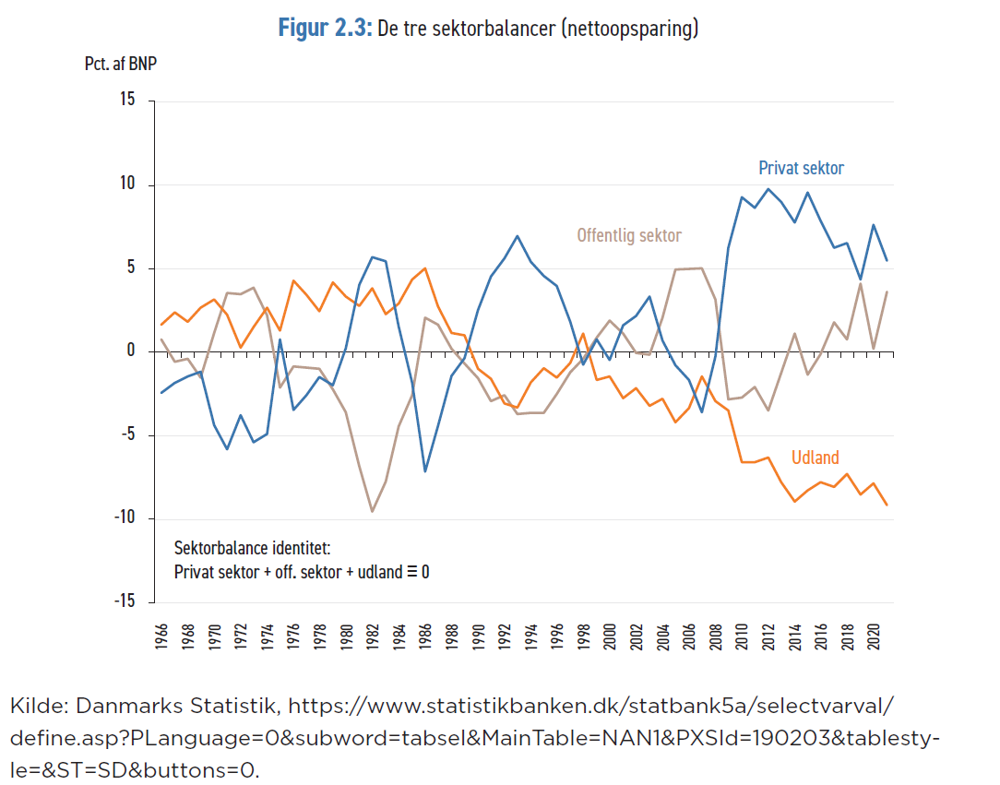 Figur 2.3: De tre sektorbalancer (nettoopsparing)
Pct. af BNP
15
10
5
0
-5
-10
-15
Privat sektor
Offentlig sektor
Udland
Sektorbalance identitet:
Privat sektor + off. sektor + udland ≡ 0
1966 1968 1970 1972 1974 1976 1978 1980 1982 1984 1986 1988 1990 1992 1994 1996 1998 2000 2002 2004 2006 2008 2010 2012 2014 2016 2018 2020
Kilde: Danmarks Statistik, https://www.statistikbanken.dk/statbank5a/selectvarval/
define.asp?PLanguage=0&subword=tabsel&MainTable=NAN1&PXSId=190203&tablesty-
le=&ST=SD&buttons=0.